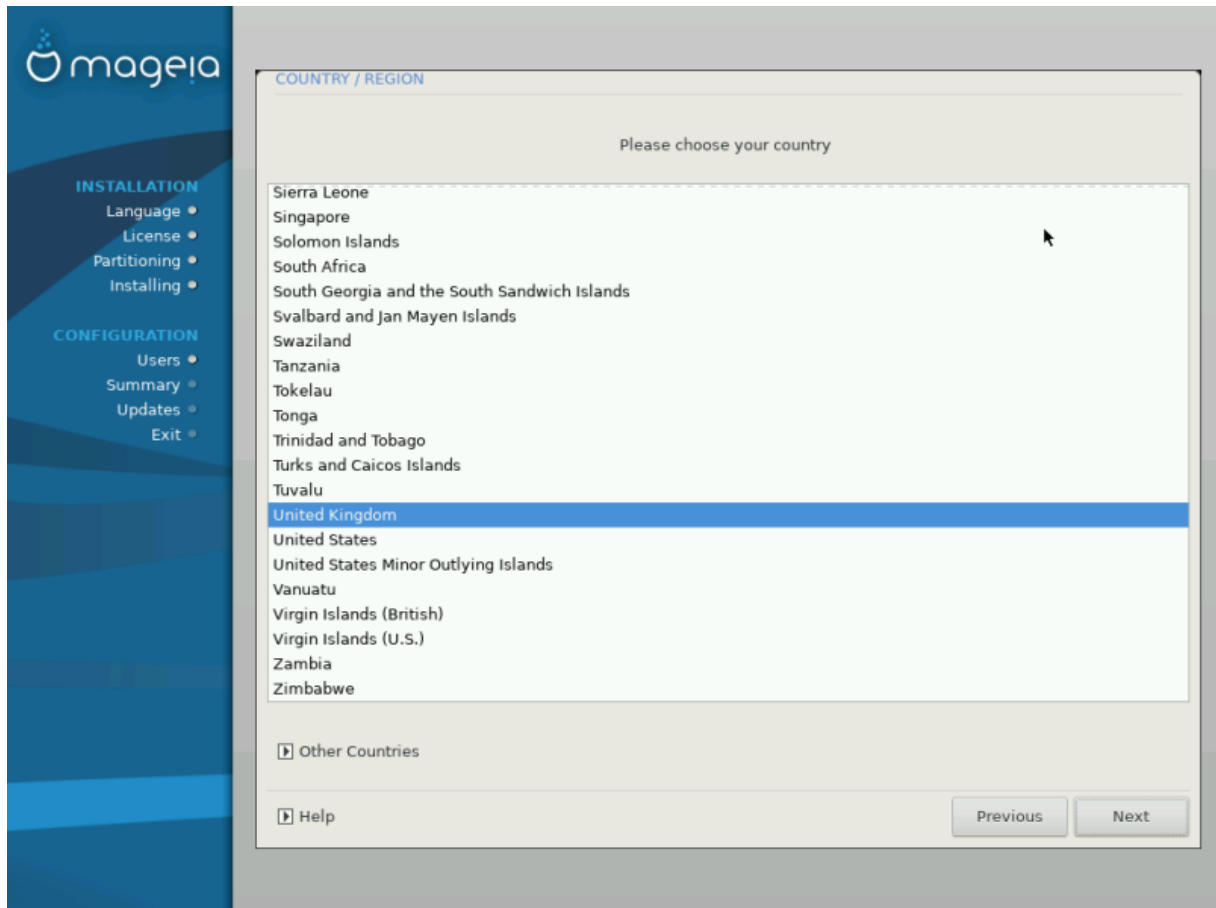 mageia
INSTALLATION
Language
License
Partitioning
Installing
CONFIGURATION
Users
Summary
Updates
Exit
COUNTRY / REGION
Please choose your country
Sierra Leone
Singapore
Solomon Islands
South Africa
South Georgia and the South Sandwich Islands
Svalbard and Jan Mayen Islands
Swaziland
Tanzania
Tokelau
Tonga
Trinidad and Tobago
Turks and Caicos Islands
Tuvalu
United Kingdom
United States
United States Minor Outlying Islands
Vanuatu
Virgin Islands (British)
Virgin Islands (U.S.)
Zambia
Zimbabwe
Other Countries
Help
Previous
Next